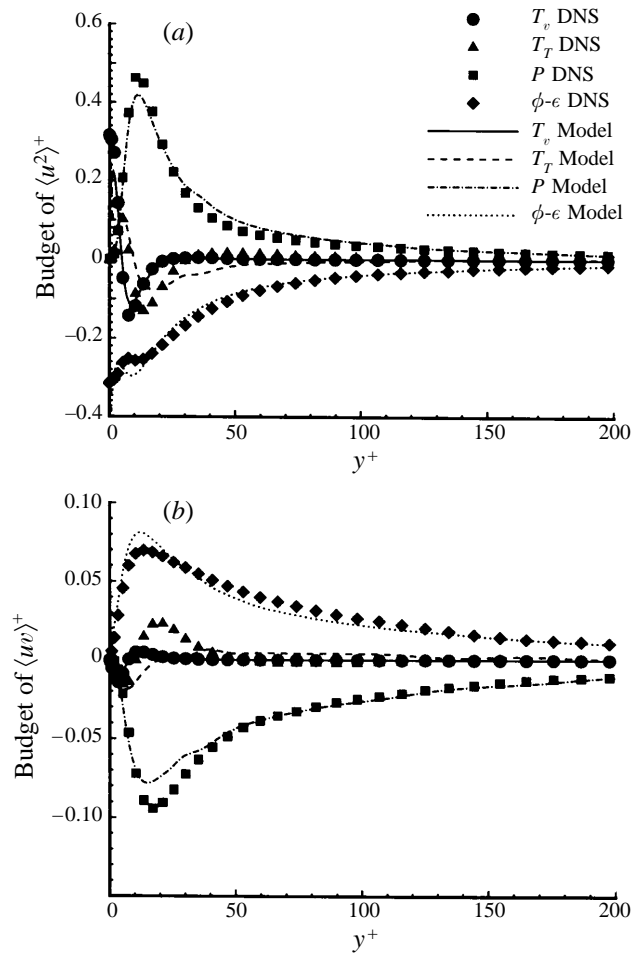 (a)
T_v DNS
T_T DNS
P DNS
ϕ-ϵ DNS
T_v Model
T_T Model
P Model
ϕ-ϵ Model
Budget of ⟨u²⟩⁺
0.6
0.4
0.2
0
−0.2
−0.4
0 50 100 150 200
y⁺
(b)
Budget of ⟨uv⟩⁺
0.10
0.05
0
−0.05
−0.10
0 50 100 150 200
y⁺